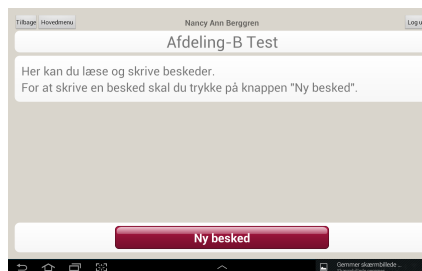 Tilbage Hovedmenu Nancy Ann Berggren Log u
Afdeling-B Test
Her kan du læse og skrive beskeder.
For at skrive en besked skal du trykke på knappen "Ny besked".
Ny besked
Gemmer skærmbillede ...